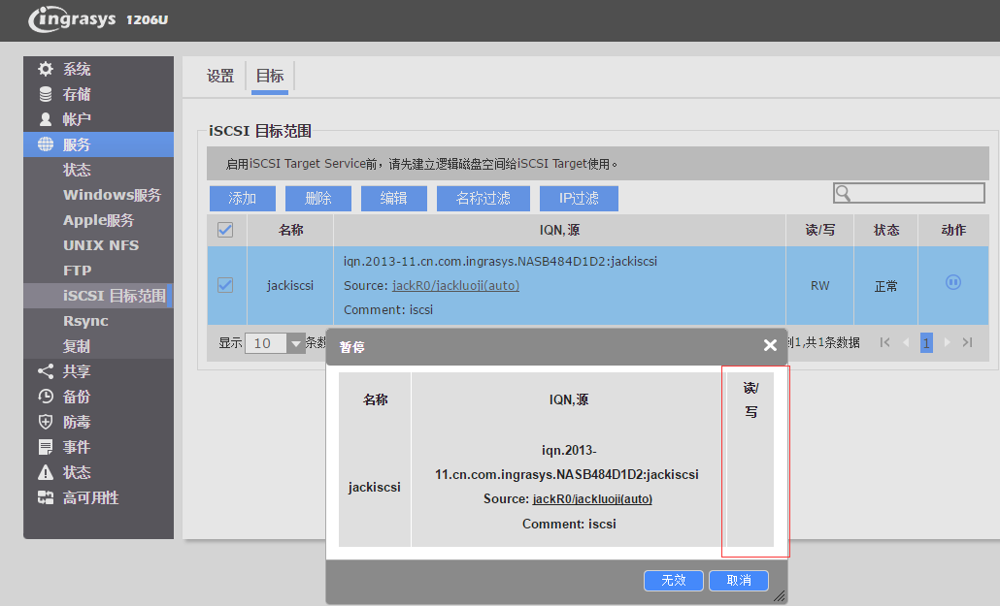 ingrasys 1206U
系统
存储
帐户
服务
状态
Windows服务
Apple服务
UNIX NFS
FTP
iSCSI 目标范围
Rsync
复制
共享
备份
防毒
事件
状态
高可用性
设置 目标
iSCSI 目标范围
启用iSCSI Target Service前，请先建立逻辑磁盘空间给iSCSI Target使用。
添加 删除 编辑 名称过滤 IP过滤
名称 IQN,源 读/写 状态 动作
iqn.2013-11.cn.com.ingrasys.NASB484D1D2:jackiscsi
jackiscsi Source: jackR0/jackluoji(auto) RW 正常
Comment: iscsi
显示 10 条数 到1,共1条数据 1
暂停
名称 IQN,源 读/
写
iqn.2013-
11.cn.com.ingrasys.NASB484D1D2:jackiscsi
jackiscsi
Source: jackR0/jackluoji(auto)
Comment: iscsi
无效 取消